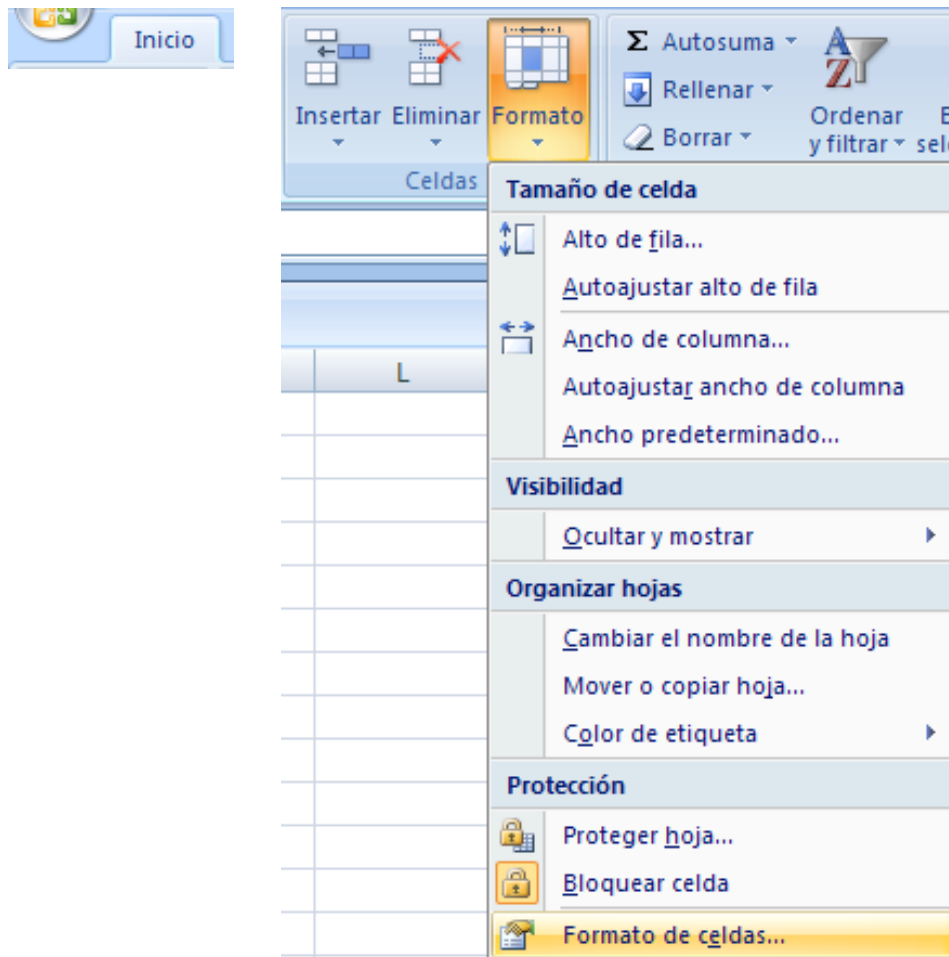 Inicio
Insertar Eliminar Formato
Celdas
Σ Autosuma
Rellenar
Borrar
Ordenar
y filtrar
Tamaño de celda
Alto de fila...
Autoajustar alto de fila
Ancho de columna...
Autoajustar ancho de columna
Ancho predeterminado...
Visibilidad
Ocultar y mostrar
Organizar hojas
Cambiar el nombre de la hoja
Mover o copiar hoja...
Color de etiqueta
Protección
Proteger hoja...
Bloquear celda
Formato de celdas...
L